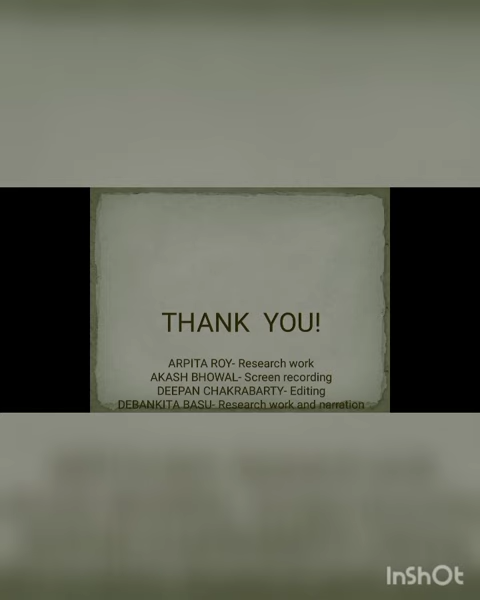 THANK YOU!
ARPITA ROY- Research work
AKASH BHOWAL- Screen recording
DEEPAN CHAKRABARTY- Editing
DEBANKITA BASU- Research work and narration
InShOt